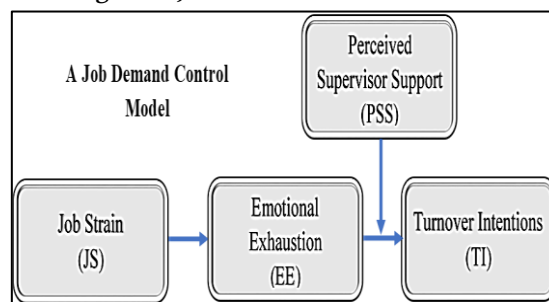 A Job Demand Control
Model
Perceived
Supervisor Support
(PSS)
Job Strain
(JS)
Emotional
Exhaustion
(EE)
Turnover Intentions
(TI)